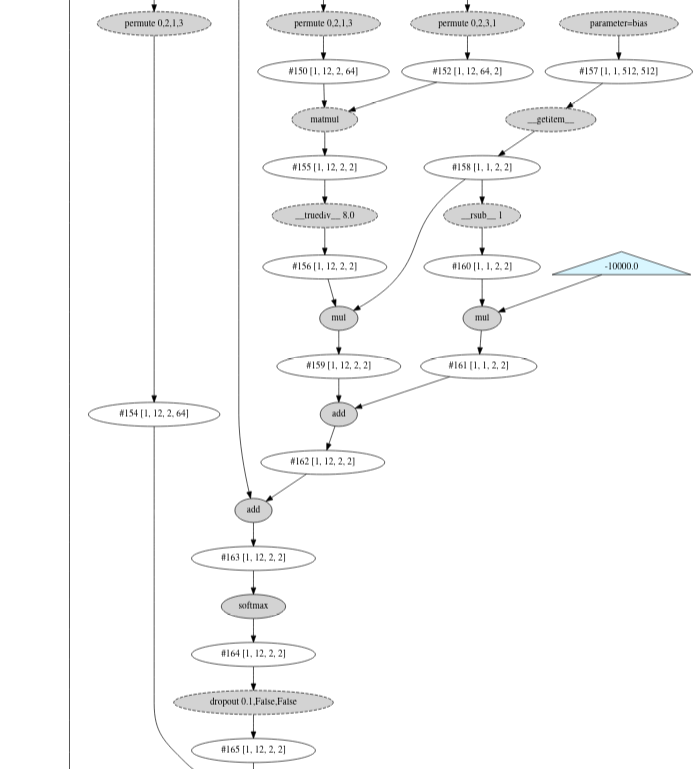 permute 0,2,1,3
permute 0,2,1,3
permute 0,2,3,1
parameter=bias
#150 [1, 12, 2, 64]
#152 [1, 12, 64, 2]
#157 [1, 1, 512, 512]
matmul
__getitem__
#155 [1, 12, 2, 2]
#158 [1, 1, 2, 2]
__truediv__ 8.0
__rsub__ 1
#156 [1, 12, 2, 2]
#160 [1, 1, 2, 2]
-10000.0
mul
mul
#159 [1, 12, 2, 2]
#161 [1, 1, 2, 2]
#154 [1, 12, 2, 64]
add
#162 [1, 12, 2, 2]
add
#163 [1, 12, 2, 2]
softmax
#164 [1, 12, 2, 2]
dropout 0.1,False,False
#165 [1, 12, 2, 2]